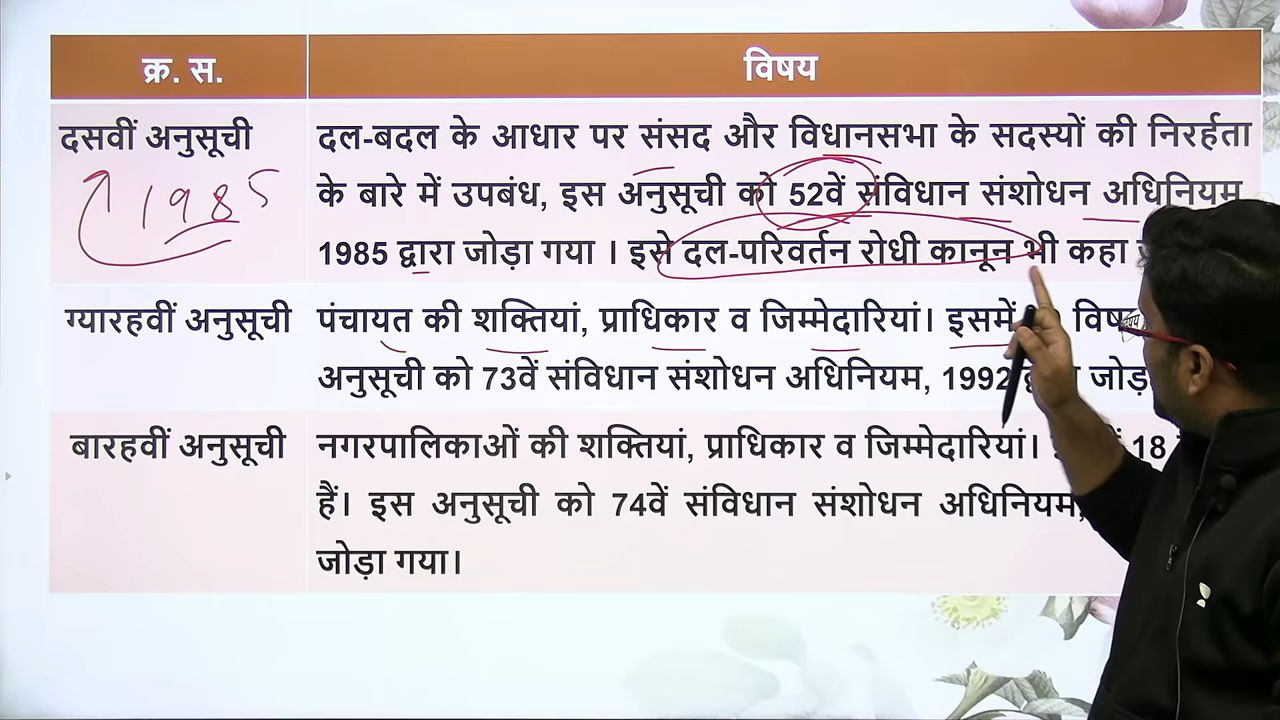 क्र. स.
विषय
दसवीं अनुसूची
1985
दल-बदल के आधार पर संसद और विधानसभा के सदस्यों की निरर्हता
के बारे में उपबंध, इस अनुसूची को 52वें संविधान संशोधन अधिनियम,
1985 द्वारा जोड़ा गया । इसे दल-परिवर्तन रोधी कानून भी कहा
ग्यारहवीं अनुसूची
पंचायत की शक्तियां, प्राधिकार व जिम्मेदारियां। इसमें
अनुसूची को 73वें संविधान संशोधन अधिनियम, 1992 जोड़
बारहवीं अनुसूची
नगरपालिकाओं की शक्तियां, प्राधिकार व जिम्मेदारियां। 18
हैं। इस अनुसूची को 74वें संविधान संशोधन अधिनियम,
जोड़ा गया।